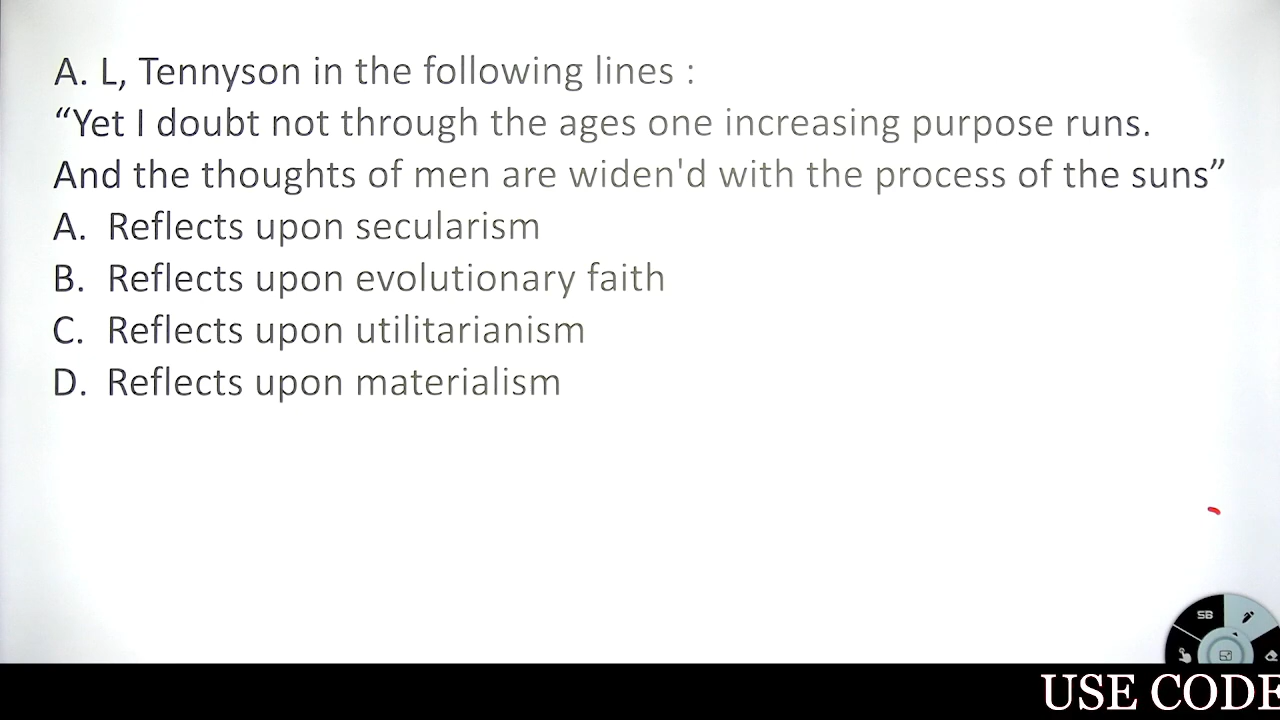 A. L, Tennyson in the following lines :
“Yet I doubt not through the ages one increasing purpose runs.
And the thoughts of men are widen'd with the process of the suns”
A. Reflects upon secularism
B. Reflects upon evolutionary faith
C. Reflects upon utilitarianism
D. Reflects upon materialism
SB
USE CODE